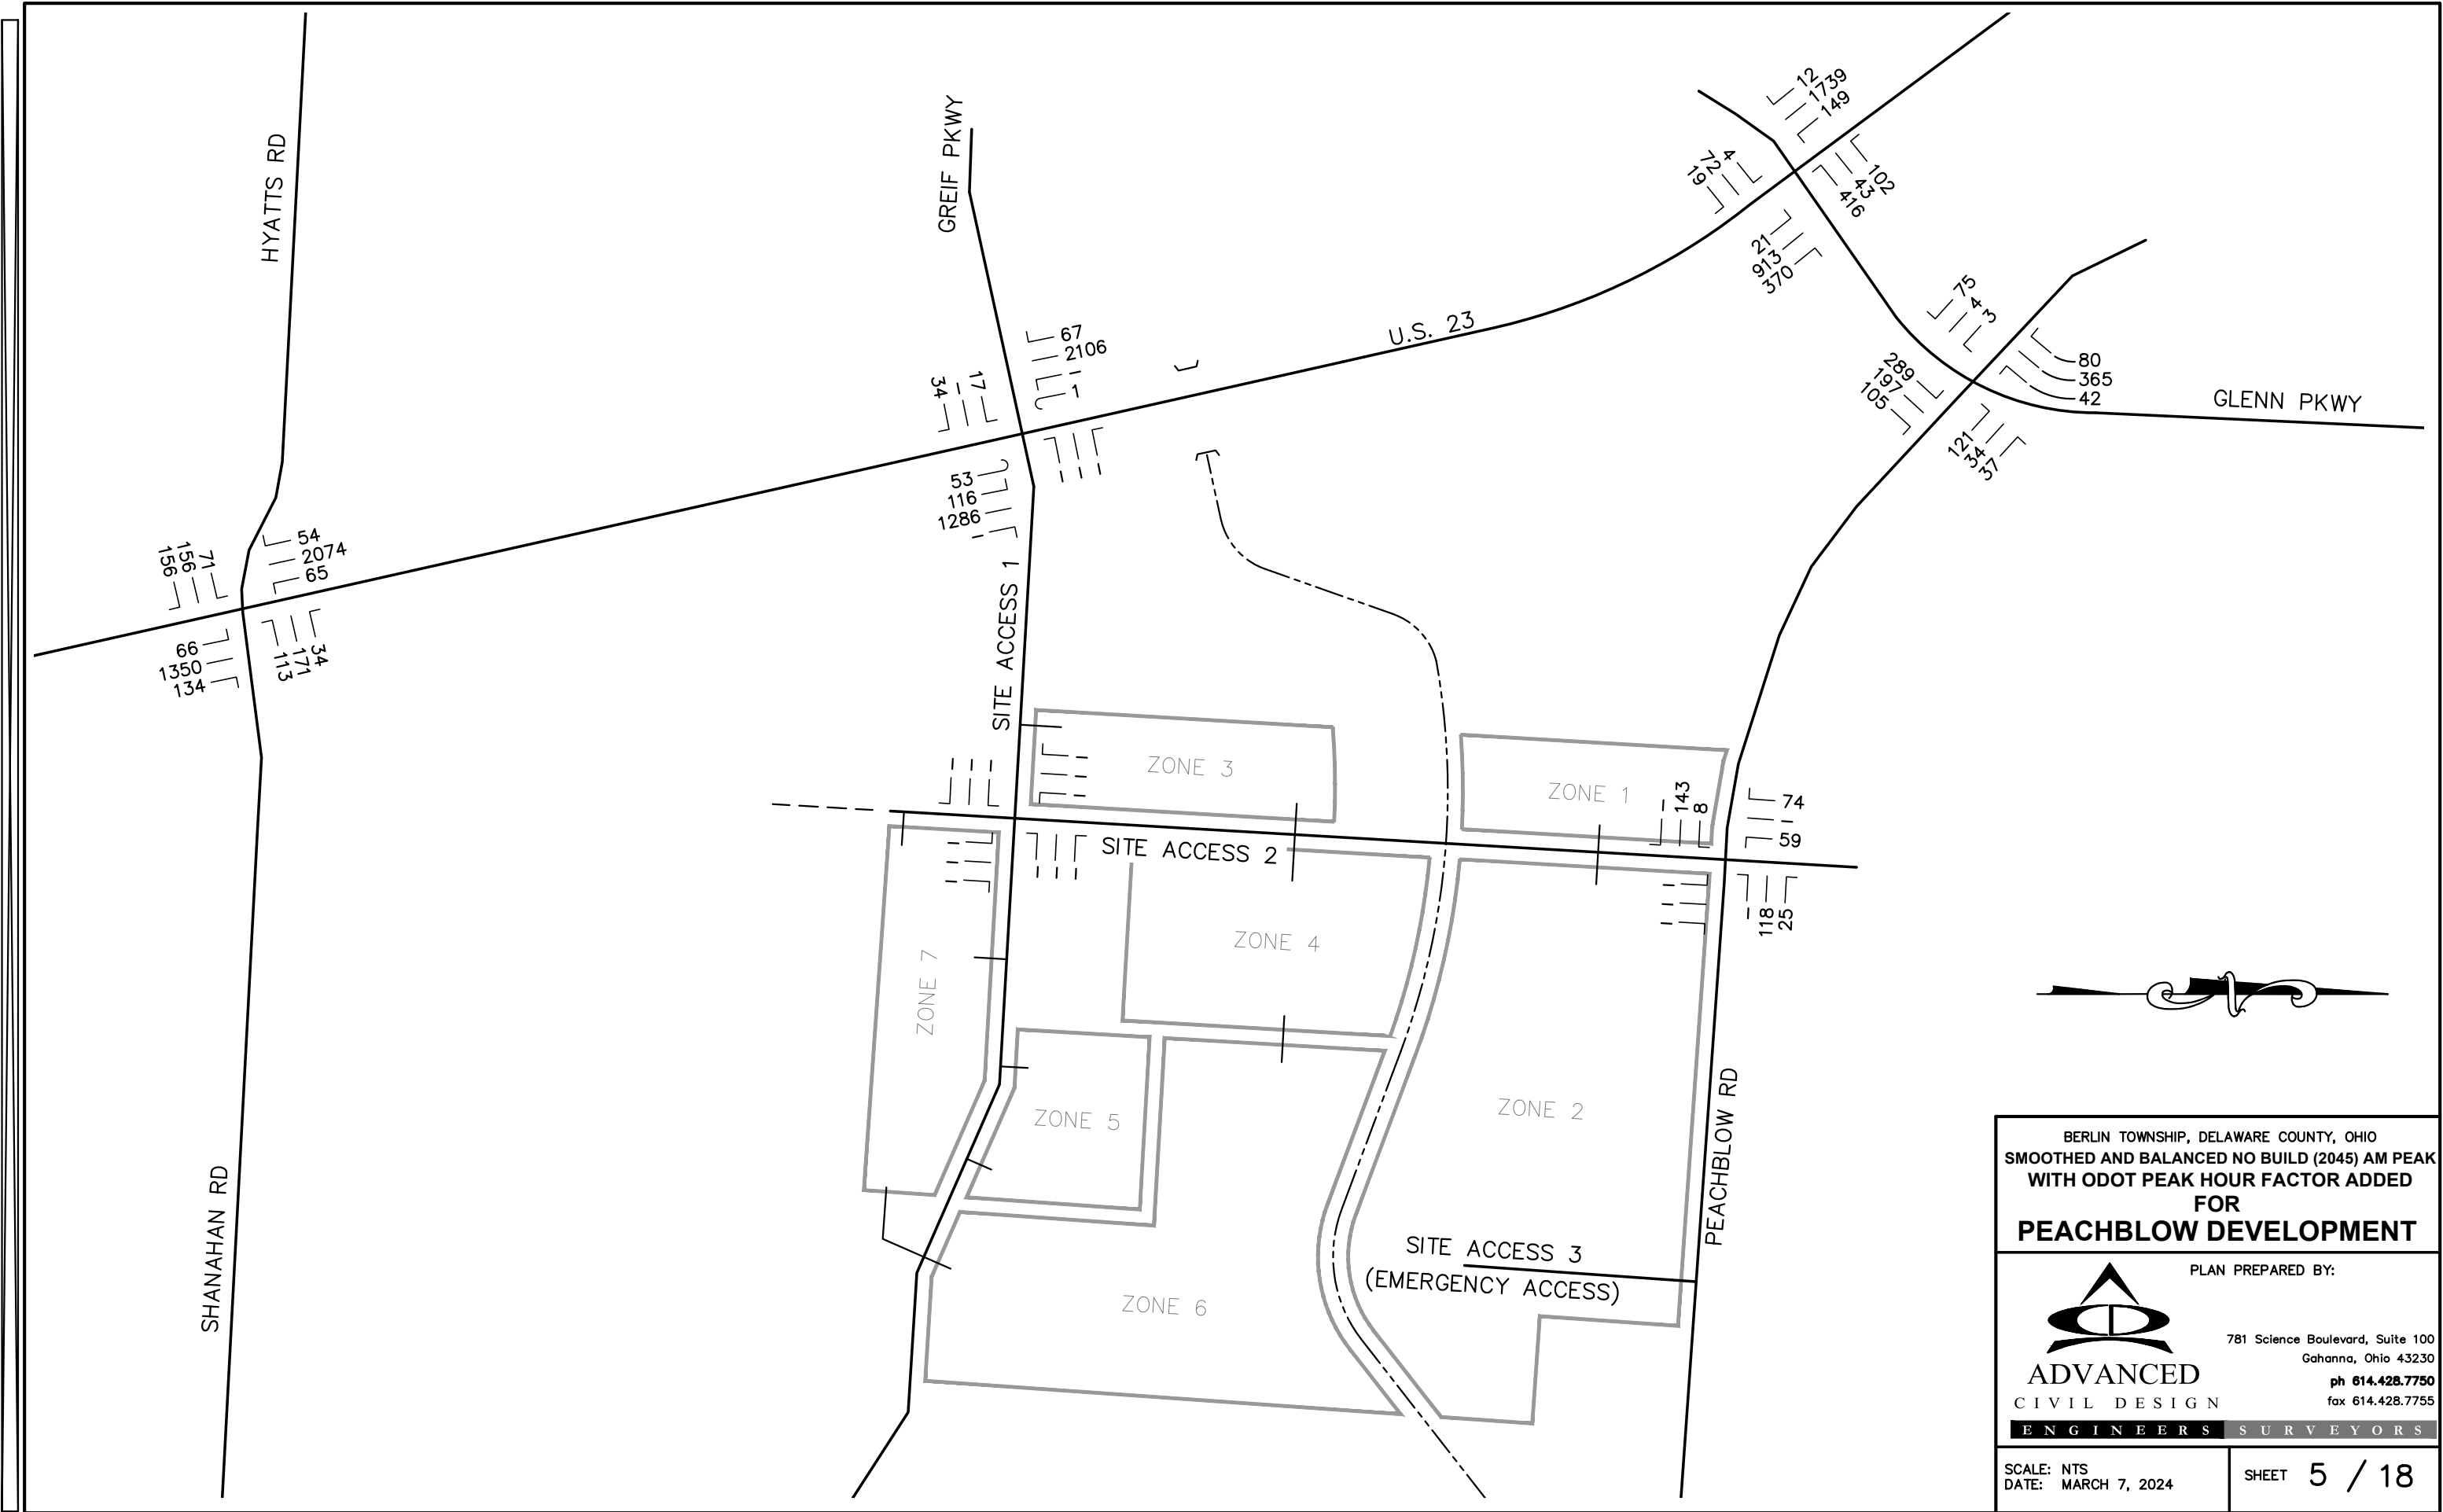 12
1739
149
HYATTS RD
GREIF PKWY
4
72
19
102
43
416
21
913
370
U.S. 23
67
2106
-
1
17
-
34
75
4
3
80
365
42
GLENN PKWY
289
197
105
121
34
37
53
116
1286
-
- - -
71
156
156
54
2074
65
66
1350
134
34
171
113
SITE ACCESS 1
ZONE 3
ZONE 1
- 143 8
74
-
59
- - -
-
-
-
SITE ACCESS 2
-
-
-
- - -
-
-
-
- 118 25
ZONE 4
ZONE 7
ZONE 5
ZONE 2
PEACHBLOW RD
SHANAHAN RD
SITE ACCESS 3
(EMERGENCY ACCESS)
ZONE 6
BERLIN TOWNSHIP, DELAWARE COUNTY, OHIO
SMOOTHED AND BALANCED NO BUILD (2045) AM PEAK
WITH ODOT PEAK HOUR FACTOR ADDED
FOR
PEACHBLOW DEVELOPMENT
PLAN PREPARED BY:
781 Science Boulevard, Suite 100
Gahanna, Ohio 43230
ph 614.428.7750
fax 614.428.7755
ADVANCED
CIVIL DESIGN
ENGINEERS SURVEYORS
SCALE: NTS
DATE: MARCH 7, 2024
SHEET 5 / 18